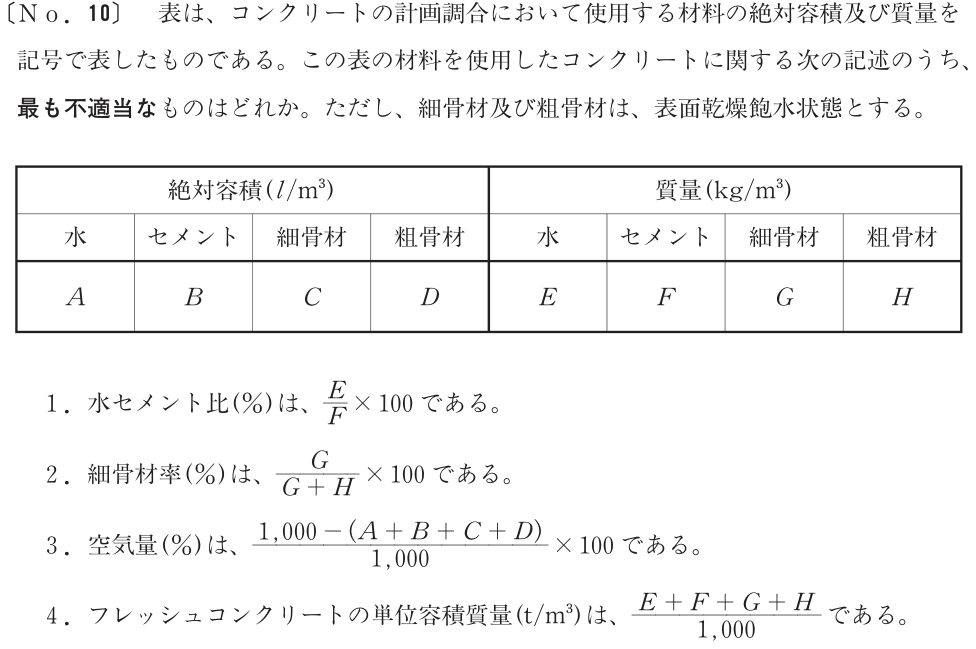 〔No. 10〕 表は、コンクリートの計画調合において使用する材料の絶対容積及び質量を
記号で表したものである。この表の材料を使用したコンクリートに関する次の記述のうち、
最も不適当なものはどれか。ただし、細骨材及び粗骨材は、表面乾燥飽水状態とする。
絶対容積(l/m³) 質量(kg/m³)
水 セメント 細骨材 粗骨材 水 セメント 細骨材 粗骨材
A B C D E F G H
1. 水セメント比(%)は、E/F × 100 である。
2. 細骨材率(%)は、G/(G + H) × 100 である。
3. 空気量(%)は、(1,000 − (A + B + C + D))/1,000 × 100 である。
4. フレッシュコンクリートの単位容積質量(t/m³)は、(E + F + G + H)/1,000 である。